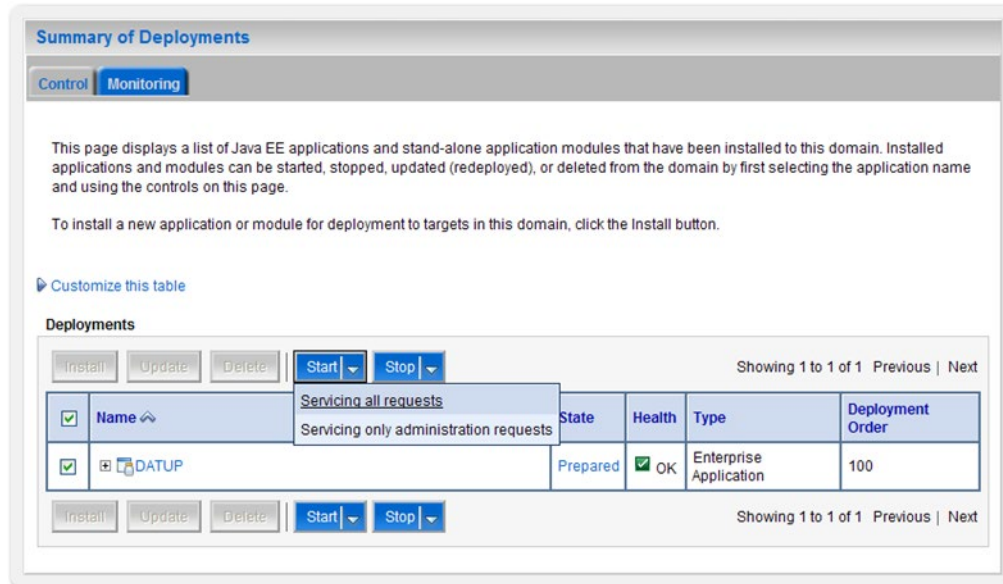 Summary of Deployments
Control Monitoring
This page displays a list of Java EE applications and stand-alone application modules that have been installed to this domain. Installed
applications and modules can be started, stopped, updated (redeployed), or deleted from the domain by first selecting the application name
and using the controls on this page.
To install a new application or module for deployment to targets in this domain, click the Install button.
Customize this table
Deployments
Install Update Delete Start Stop Showing 1 to 1 of 1 Previous | Next
Servicing all requests
Servicing only administration requests
Name State Health Type Deployment
Order
DATUP Prepared OK Enterprise
Application 100
Install Update Delete Start Stop Showing 1 to 1 of 1 Previous | Next